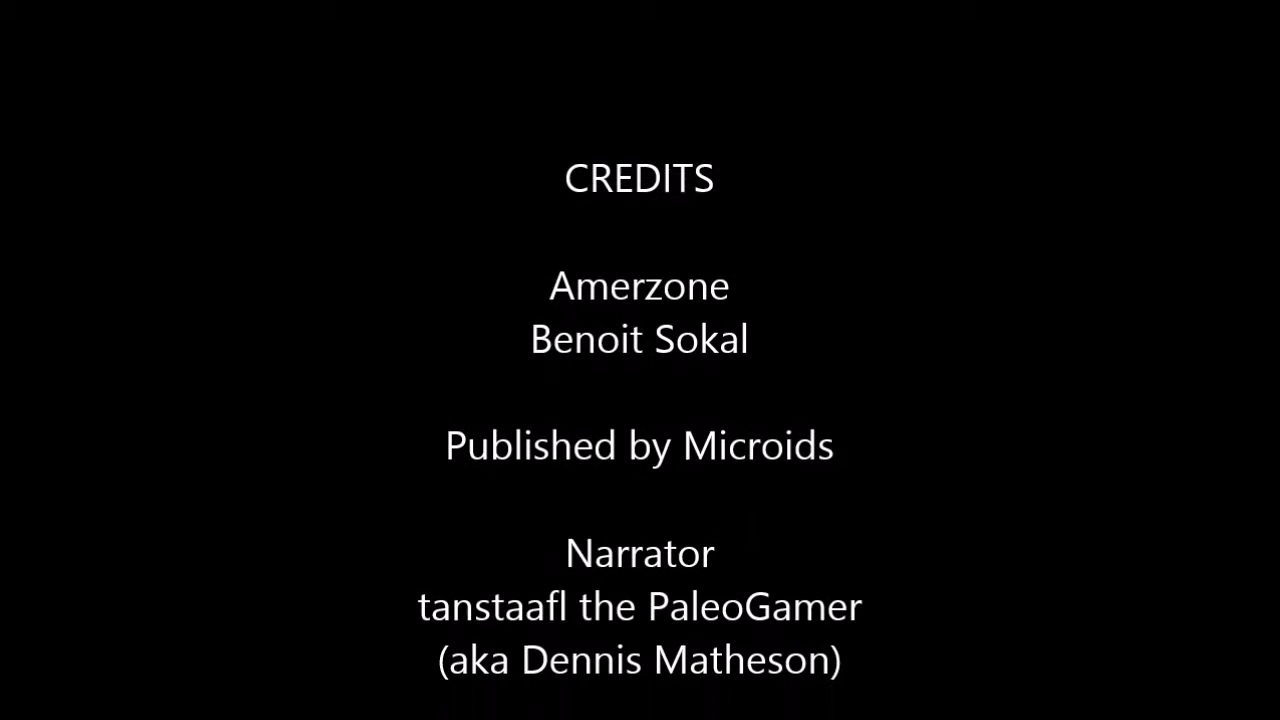 CREDITS
Amerzone
Benoit Sokal
Published by Microids
Narrator
tanstaafl the PaleoGamer
(aka Dennis Matheson)